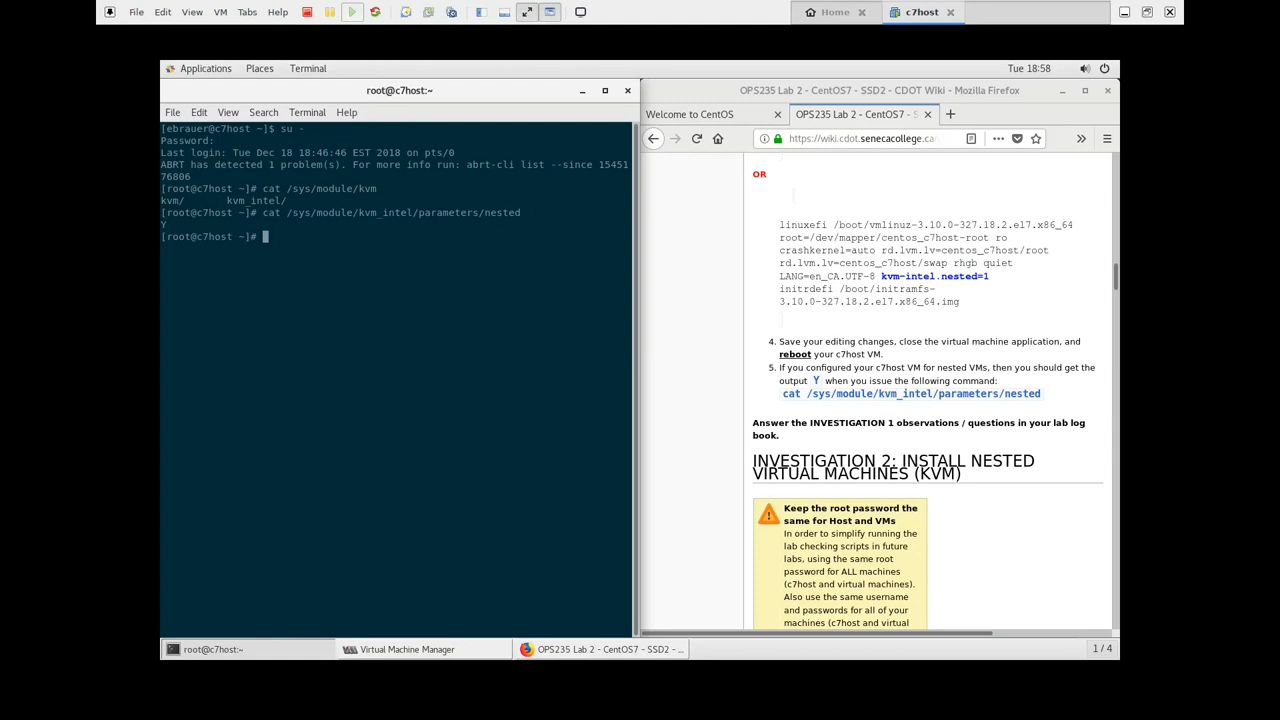 File Edit View VM Tabs Help
Home
c7host
Applications Places Terminal
Tue 18:58
root@c7host:~
File Edit View Search Terminal Help
[ebrauer@c7host ~]$ su -
Password:
Last login: Tue Dec 18 18:46:46 EST 2018 on pts/0
ABRT has detected 1 problem(s). For more info run: abrt-cli list --since 15451
76806
[root@c7host ~]# cat /sys/module/kvm
kvm/ kvm_intel/
[root@c7host ~]# cat /sys/module/kvm_intel/parameters/nested
Y
[root@c7host ~]#
OPS235 Lab 2 - CentOS7 - SSD2 - CDOT Wiki - Mozilla Firefox
Welcome to CentOS
OPS235 Lab 2 - CentOS7 - SSD2 - C
https://wiki.cdot.senecacollege.ca
OR
linuxefi /boot/vmlinuz-3.10.0-327.18.2.el7.x86_64
root=/dev/mapper/centos_c7host-root ro
crashkernel=auto rd.lvm.lv=centos_c7host/root
rd.lvm.lv=centos_c7host/swap rhgb quiet
LANG=en_CA.UTF-8 kvm-intel.nested=1
initrdefi /boot/initramfs-
3.10.0-327.18.2.el7.x86_64.img
4. Save your editing changes, close the virtual machine application, and
reboot your c7host VM.
5. If you configured your c7host VM for nested VMs, then you should get the
output Y when you issue the following command:
cat /sys/module/kvm_intel/parameters/nested
Answer the INVESTIGATION 1 observations / questions in your lab log
book.
INVESTIGATION 2: INSTALL NESTED
VIRTUAL MACHINES (KVM)
Keep the root password the
same for Host and VMs
In order to simplify running the
lab checking scripts in future
labs, using the same root
password for ALL machines
(c7host and virtual machines).
Also use the same username
and passwords for all of your
machines (c7host and virtual
root@c7host:~
Virtual Machine Manager
OPS235 Lab 2 - CentOS7 - SSD2 - ...
1 / 4